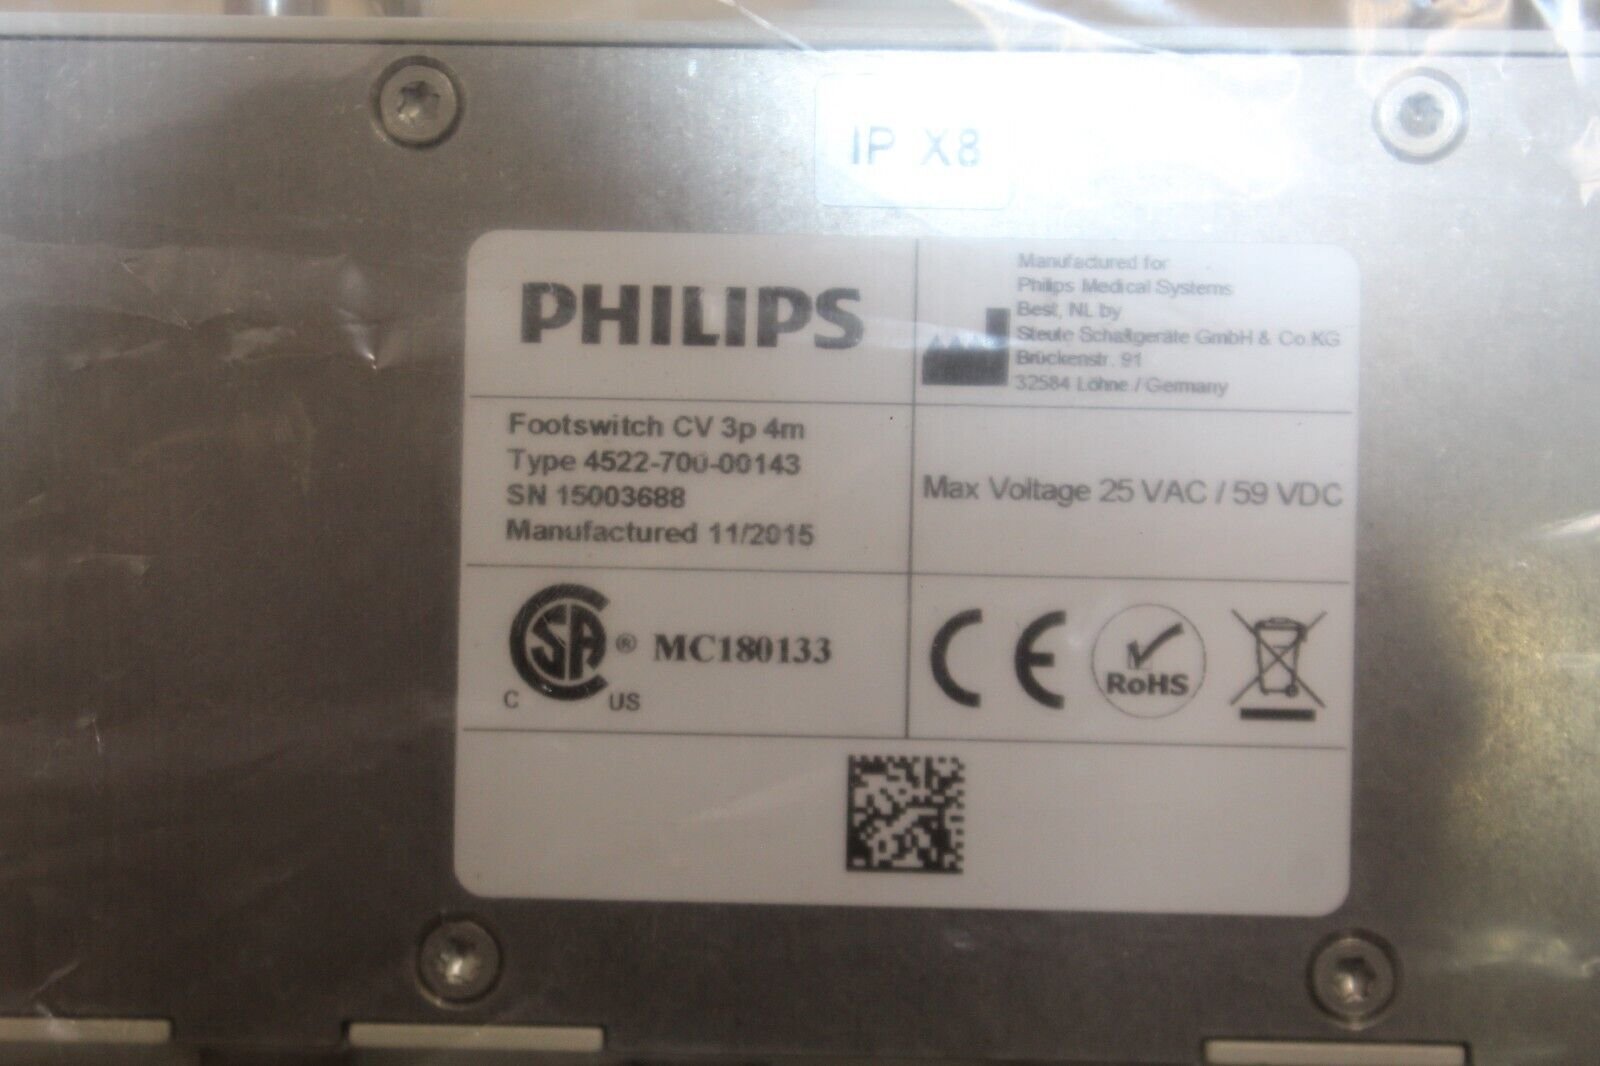 IP X8
PHILIPS
Manufactured for
Philips Medical Systems
Best, NL by
Steute Schaltgeräte GmbH & Co.KG
Brückenstr. 91
32584 Löhne / Germany
Footswitch CV 3p 4m
Type 4522-700-00143
SN 15003688
Manufactured 11/2015
Max Voltage 25 VAC / 59 VDC
CSA ® MC180133
C US
CE
RoHS